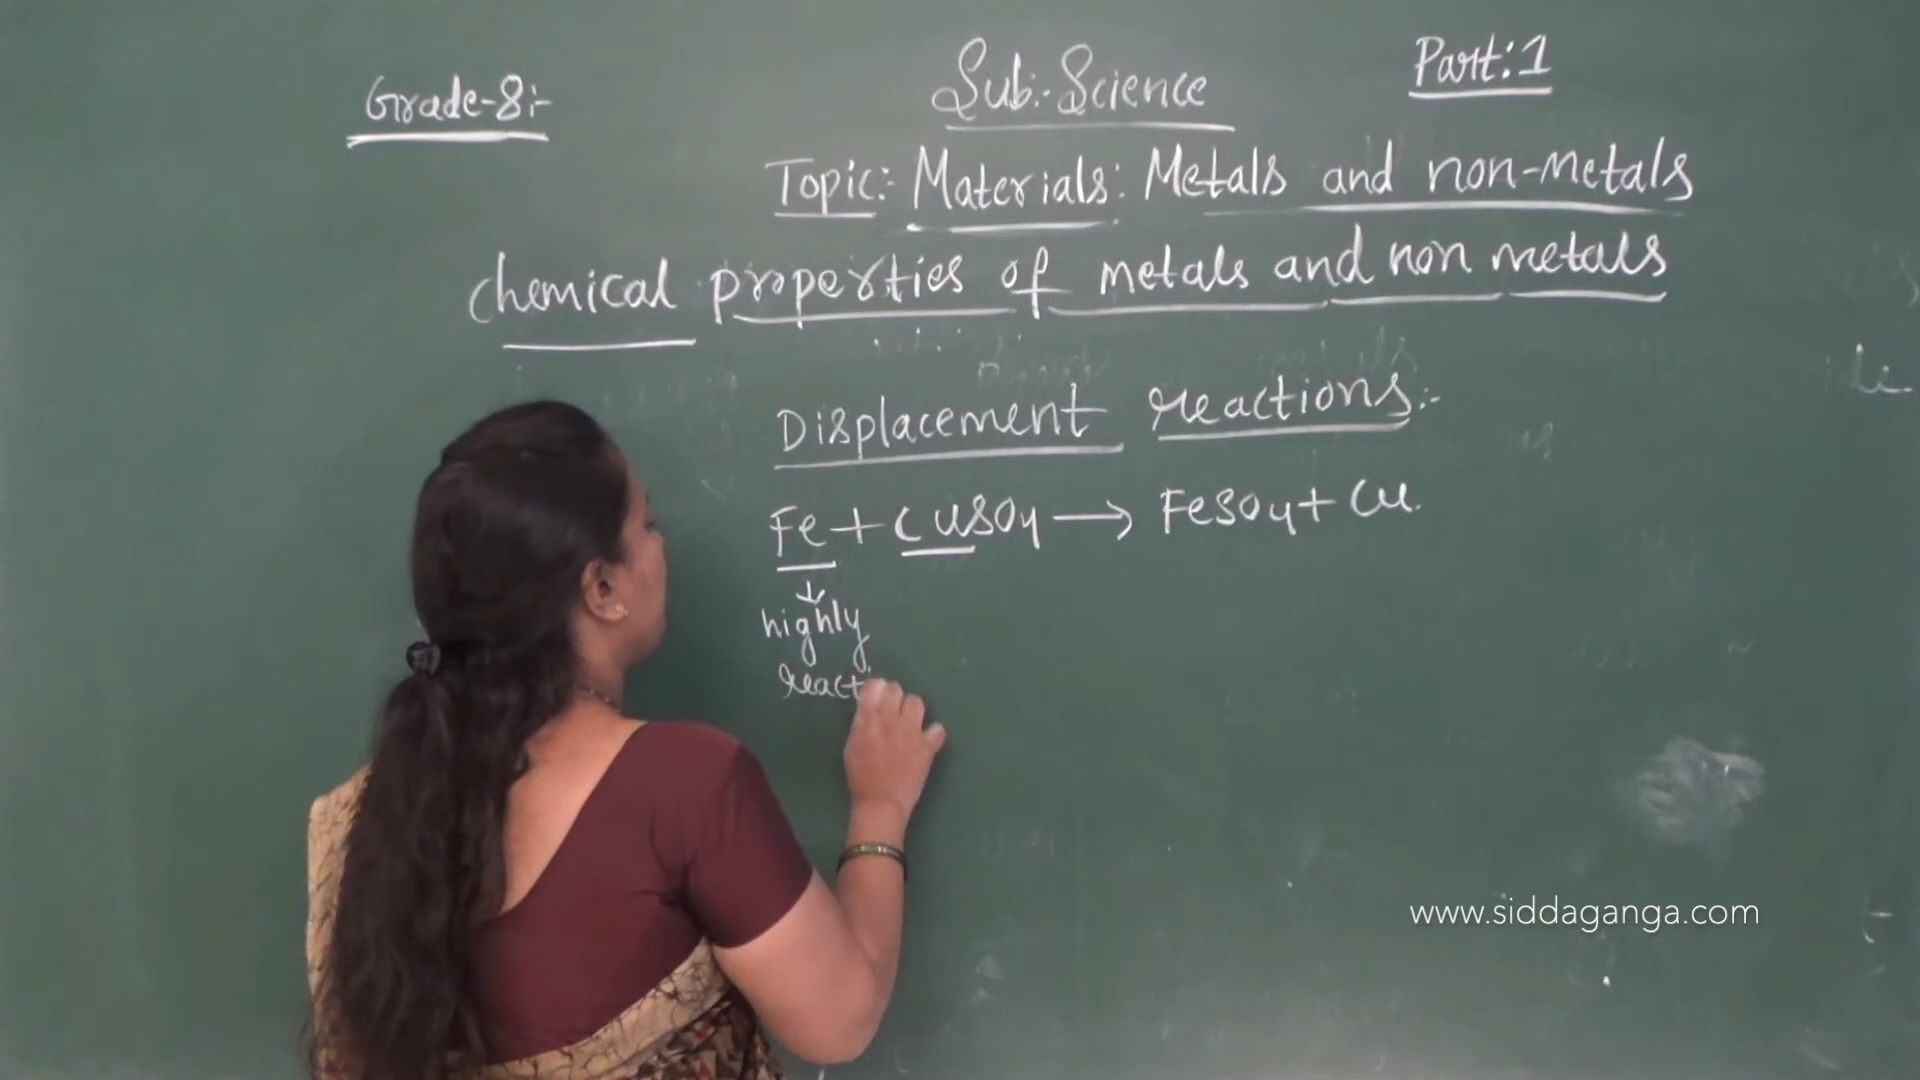 Grade-8:-
Sub:-Science
Part:1
Topic:- Materials: Metals and non-metals
chemical properties of metals and non metals
Displacement reactions:-
Fe + CuSO4 → FeSO4 + Cu.
↓
highly
react
www.siddaganga.com